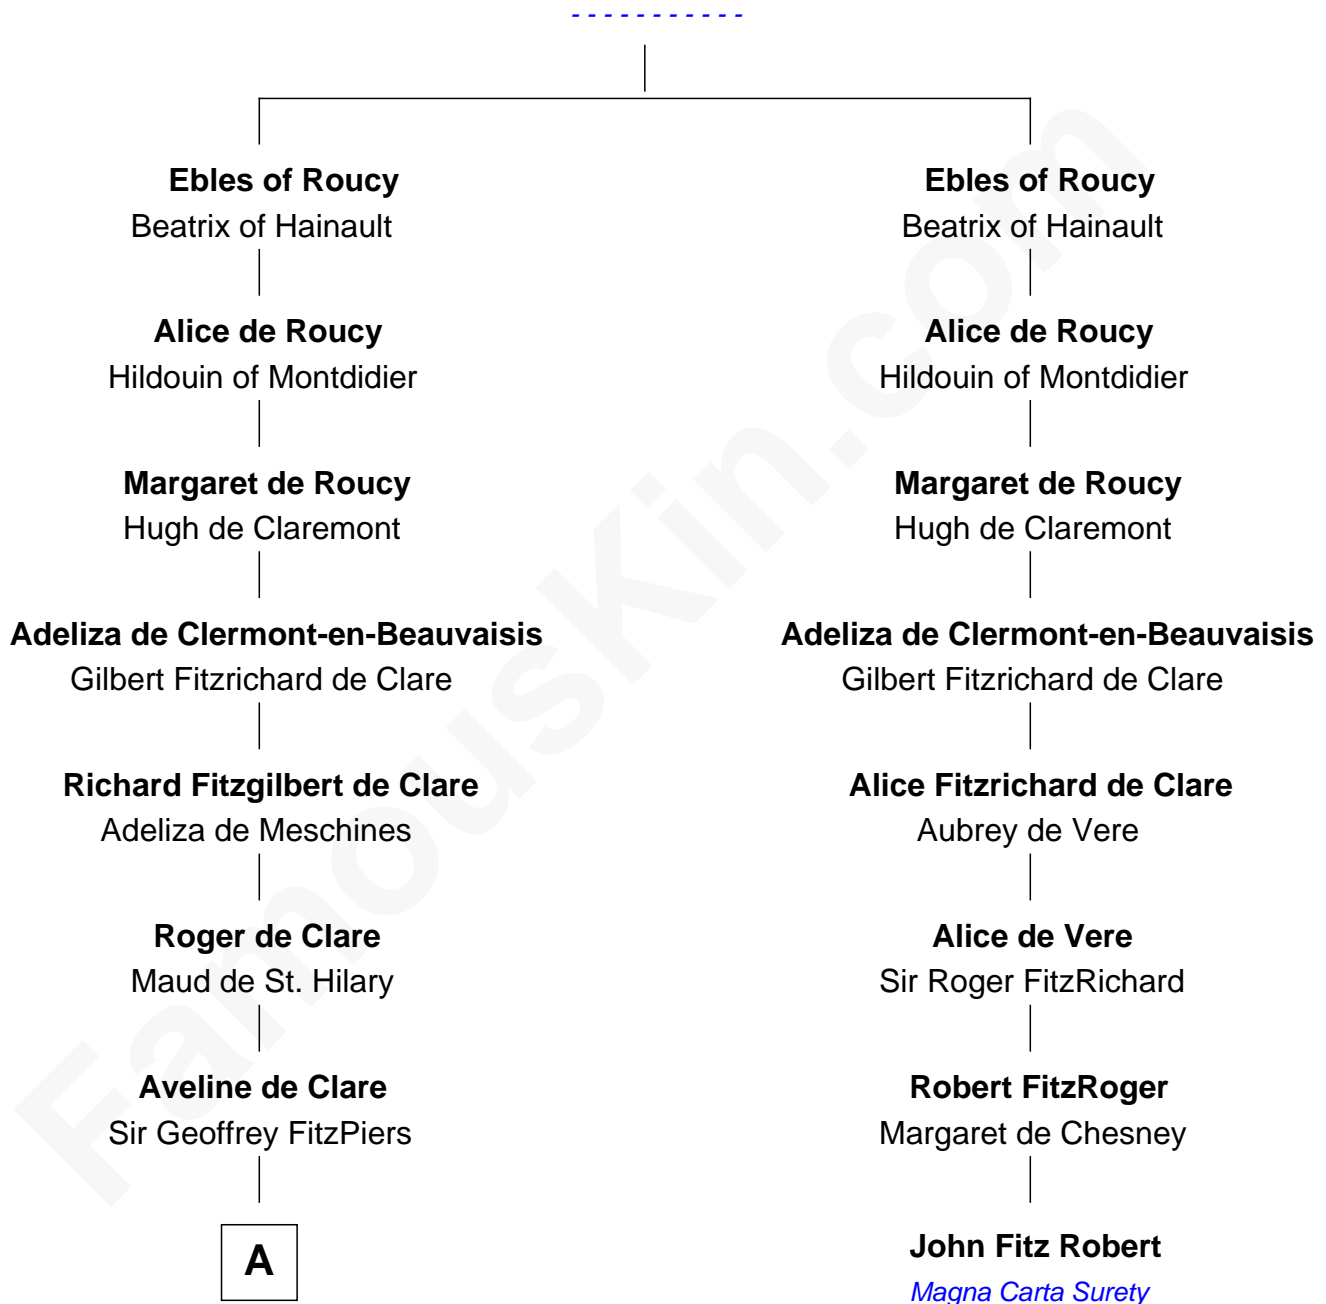 - - - - - - - - - - -
Ebles of Roucy
Beatrix of Hainault
Alice de Roucy
Hildouin of Montdidier
Margaret de Roucy
Hugh de Claremont
Adeliza de Clermont-en-Beauvaisis
Gilbert Fitzrichard de Clare
Richard Fitzgilbert de Clare
Adeliza de Meschines
Roger de Clare
Maud de St. Hilary
Aveline de Clare
Sir Geoffrey FitzPiers
A
Ebles of Roucy
Beatrix of Hainault
Alice de Roucy
Hildouin of Montdidier
Margaret de Roucy
Hugh de Claremont
Adeliza de Clermont-en-Beauvaisis
Gilbert Fitzrichard de Clare
Alice Fitzrichard de Clare
Aubrey de Vere
Alice de Vere
Sir Roger FitzRichard
Robert FitzRoger
Margaret de Chesney
John Fitz Robert
Magna Carta Surety
FamousKin.com